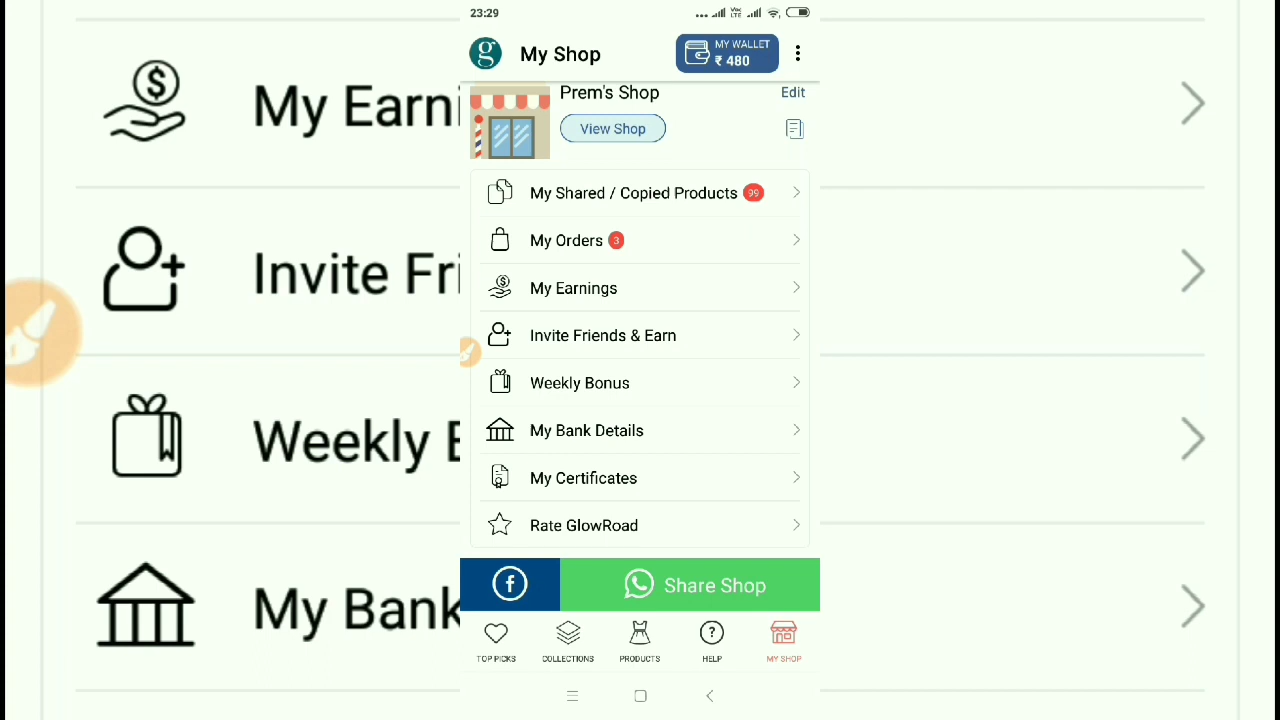 23:29
Vo) LTE
g
My Shop
MY WALLET
₹ 480
Prem's Shop
Edit
View Shop
My Shared / Copied Products 99
My Orders 3
My Earnings
Invite Friends & Earn
Weekly Bonus
My Bank Details
My Certificates
Rate GlowRoad
f
Share Shop
TOP PICKS
COLLECTIONS
PRODUCTS
?
HELP
MY SHOP
My Earni
Invite Fri
Weekly
My Bank